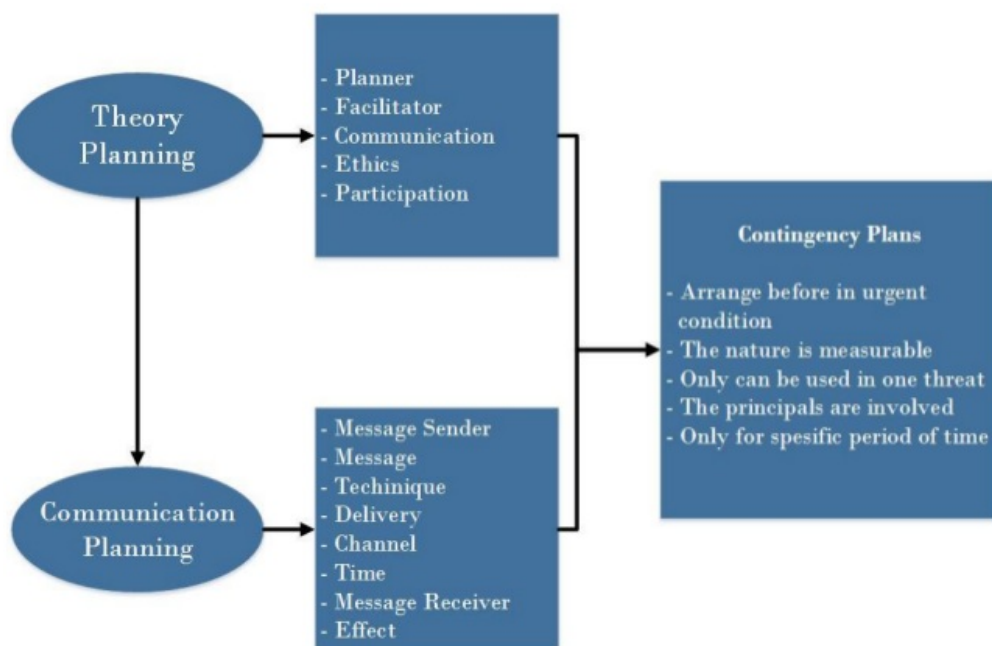 Theory
Planning
- Planner
- Facilitator
- Communication
- Ethics
- Participation
Contingency Plans
- Arrange before in urgent
condition
- The nature is measurable
- Only can be used in one threat
- The principals are involved
- Only for spesific period of time
Communication
Planning
- Message Sender
- Message
- Techinique
- Delivery
- Channel
- Time
- Message Receiver
- Effect